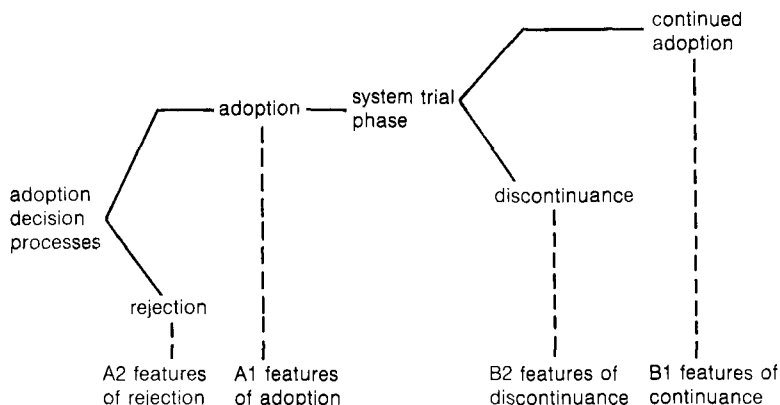 continued
adoption
adoption
system trial
phase
adoption
decision
processes
discontinuance
rejection
A2 features
of rejection
A1 features
of adoption
B2 features of
discontinuance
B1 features of
continuance